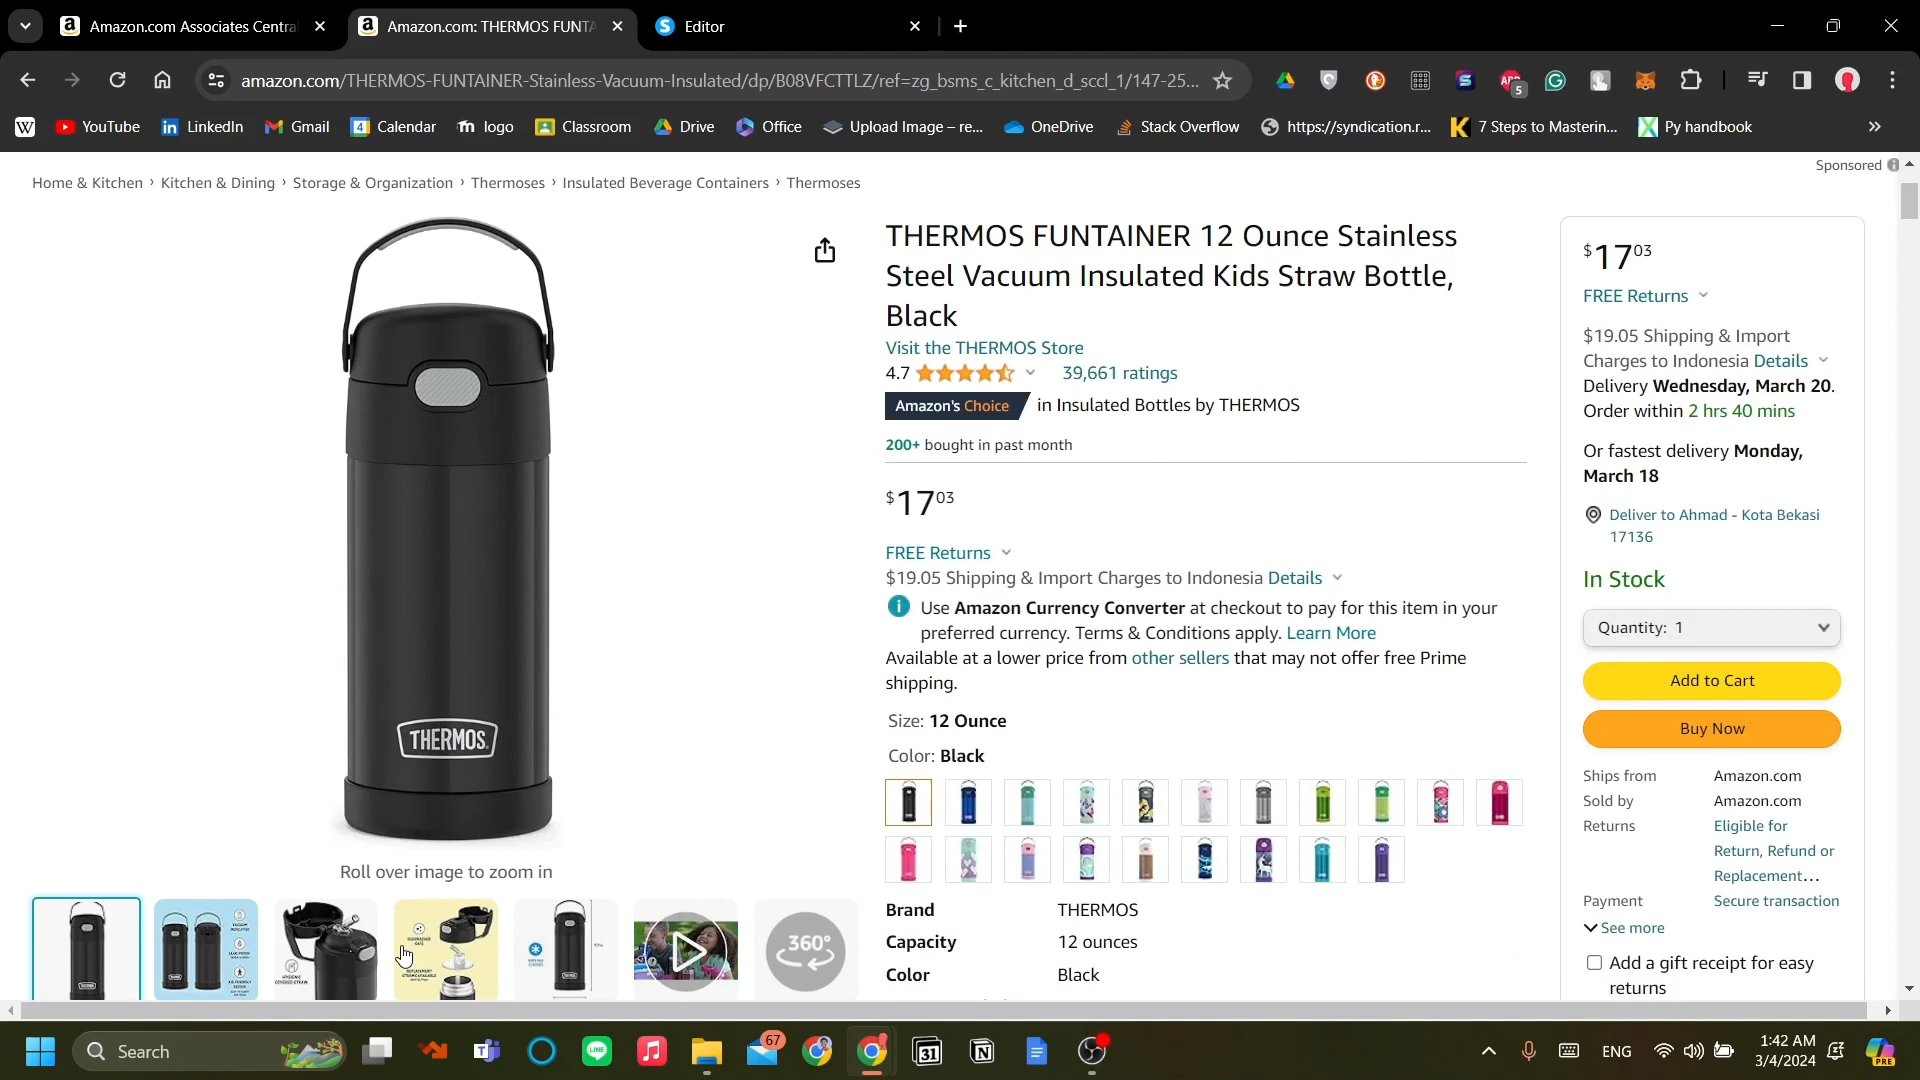 Amazon.com Associates Centra
Amazon.com: THERMOS FUNTA
Editor
amazon.com/THERMOS-FUNTAINER-Stainless-Vacuum-Insulated/dp/B08VFCTTLZ/ref=zg_bsms_c_kitchen_d_sccl_1/147-25...
5
YouTube
LinkedIn
Gmail
Calendar
logo
Classroom
Drive
Office
Upload Image – re...
OneDrive
Stack Overflow
https://syndication.r...
7 Steps to Masterin...
Py handbook
Sponsored
Home & Kitchen › Kitchen & Dining › Storage & Organization › Thermoses › Insulated Beverage Containers › Thermoses
THERMOS
Roll over image to zoom in
360°
THERMOS FUNTAINER 12 Ounce Stainless
Steel Vacuum Insulated Kids Straw Bottle,
Black
Visit the THERMOS Store
4.7 39,661 ratings
Amazon's Choice in Insulated Bottles by THERMOS
200+ bought in past month
$1703
FREE Returns
$19.05 Shipping & Import Charges to Indonesia Details
Use Amazon Currency Converter at checkout to pay for this item in your
preferred currency. Terms & Conditions apply. Learn More
Available at a lower price from other sellers that may not offer free Prime
shipping.
Size: 12 Ounce
Color: Black
Brand THERMOS
Capacity 12 ounces
Color Black
$1703
FREE Returns
$19.05 Shipping & Import
Charges to Indonesia Details
Delivery Wednesday, March 20.
Order within 2 hrs 40 mins
Or fastest delivery Monday,
March 18
Deliver to Ahmad - Kota Bekasi
17136
In Stock
Quantity: 1
Add to Cart
Buy Now
Ships from Amazon.com
Sold by Amazon.com
Returns Eligible for
Return, Refund or
Replacement...
Payment Secure transaction
See more
Add a gift receipt for easy
returns
Search
67
31
ENG
1:42 AM
3/4/2024